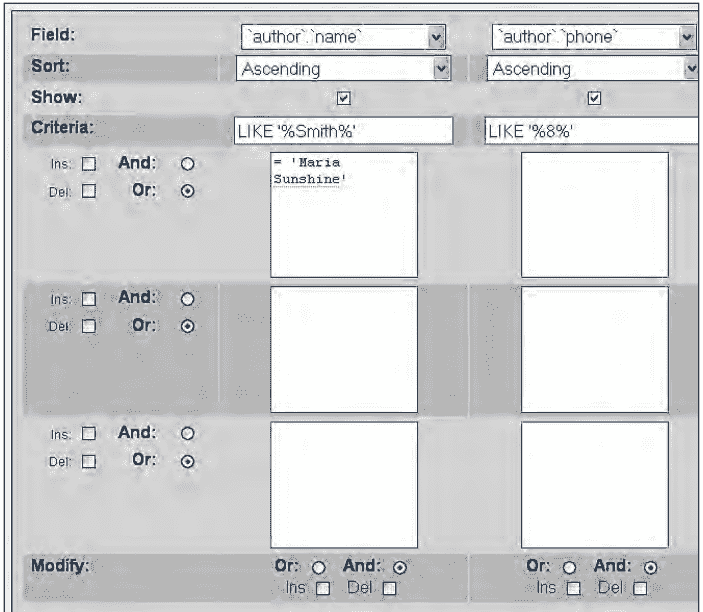 Field: `author`.`name` `author`.`phone`
Sort: Ascending Ascending
Show:
Criteria: LIKE '%Smith%' LIKE '%8%'
Ins: And:
Del: Or:
= 'Maria
Sunshine'
Ins: And:
Del: Or:
Ins: And:
Del: Or:
Modify: Or: And: Or: And:
Ins Del Ins Del